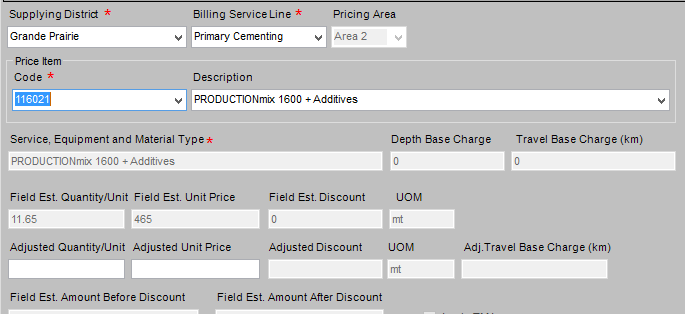 Supplying District * Billing Service Line * Pricing Area
Grande Prairie Primary Cementing Area 2
Price Item
Code * Description
116021 PRODUCTIONmix 1600 + Additives
Service, Equipment and Material Type * Depth Base Charge Travel Base Charge (km)
PRODUCTIONmix 1600 + Additives 0 0
Field Est. Quantity/Unit Field Est. Unit Price Field Est. Discount UOM
11.65 465 0 mt
Adjusted Quantity/Unit Adjusted Unit Price Adjusted Discount UOM Adj.Travel Base Charge (km)
mt
Field Est. Amount Before Discount Field Est. Amount After Discount